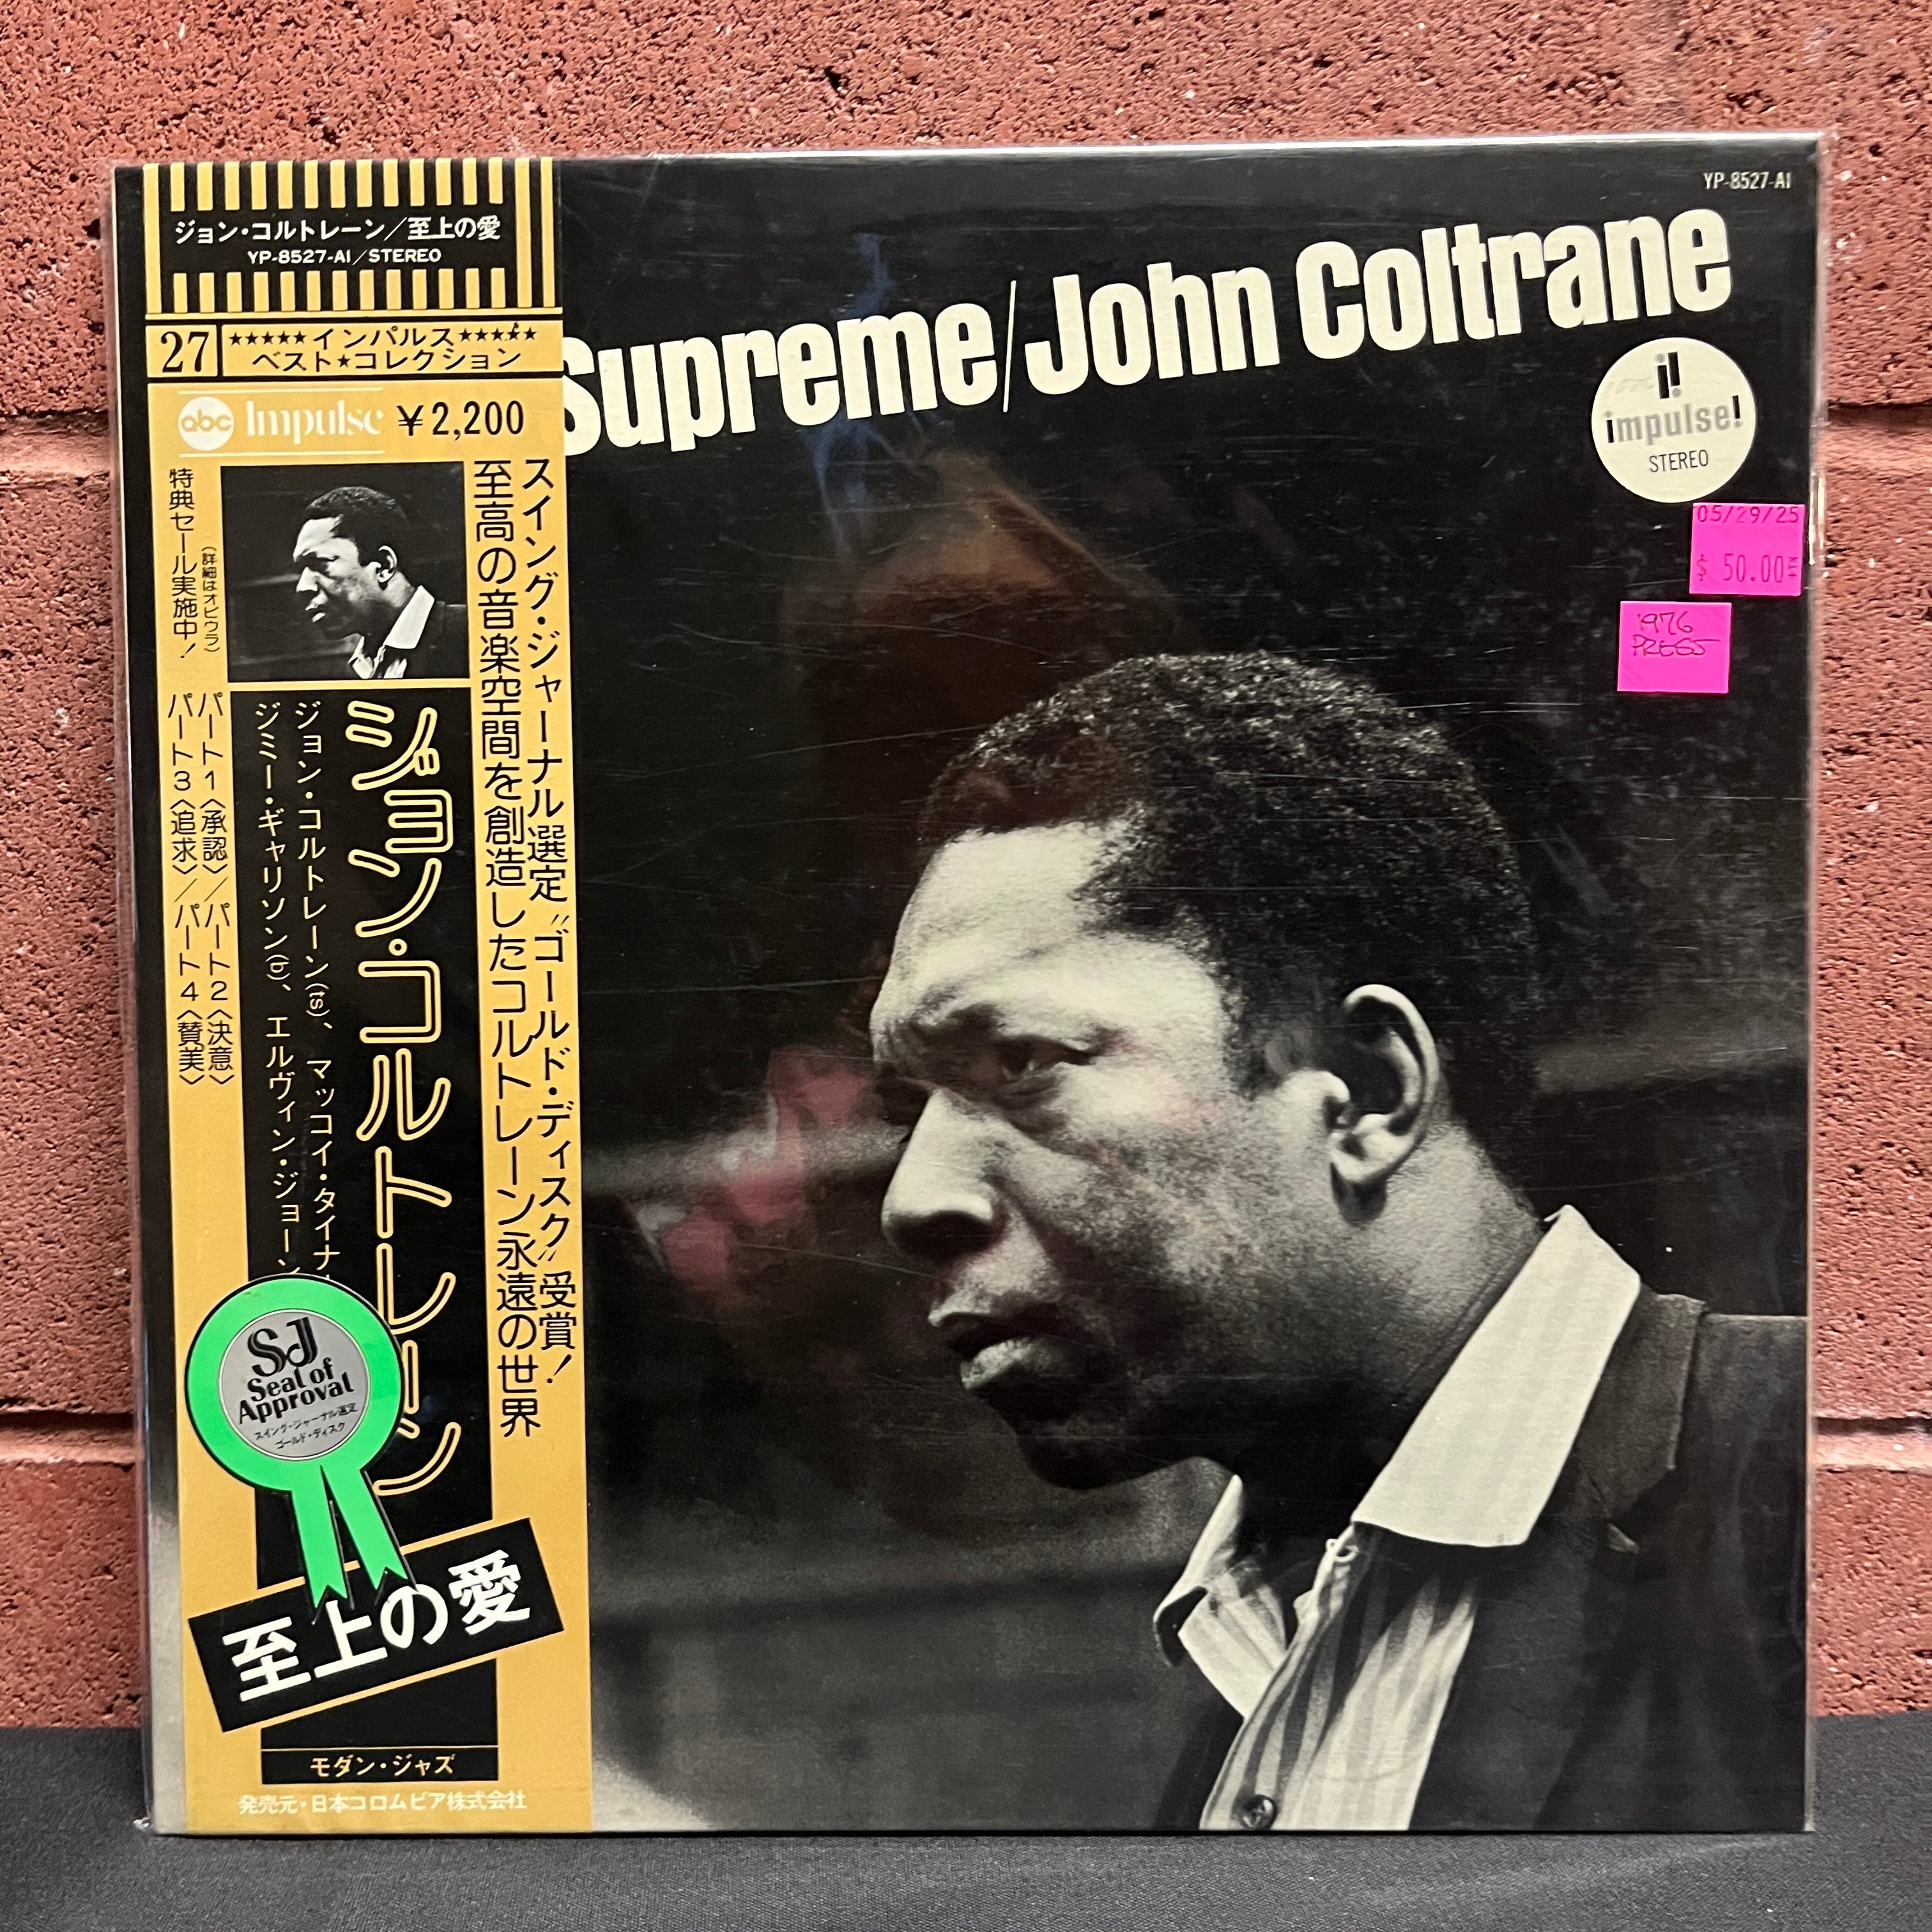 ジョン・コルトレーン／至上の愛
YP-8527-AI／STEREO
27
★★★★★インパルス★★★★★
ベスト★コレクション
abc Impulse ¥2,200
スイング・ジャーナル選定〝ゴールド・ディスク〟受賞！
至高の音楽空間を創造したコルトレーン永遠の世界
ジョン・コルトレーン
ジョン・コルトレーン(ts)、マッコイ・タイナ
ジミー・ギャリソン(b)、エルヴィン・ジョーン
(詳細はオビウラ)
特典セール実施中！
パート1〈承認〉／パート2〈決意〉
パート3〈追求〉／パート4〈賛美〉
SJ
Seal of
Approval
スイング・ジャーナル選定
ゴールド・ディスク
至上の愛
モダン・ジャズ
発売元・日本コロムビア株式会社
YP-8527-AI
Supreme/John Coltrane
i!
impulse!
STEREO
05/29/25
$ 50.00
1976
PRESS